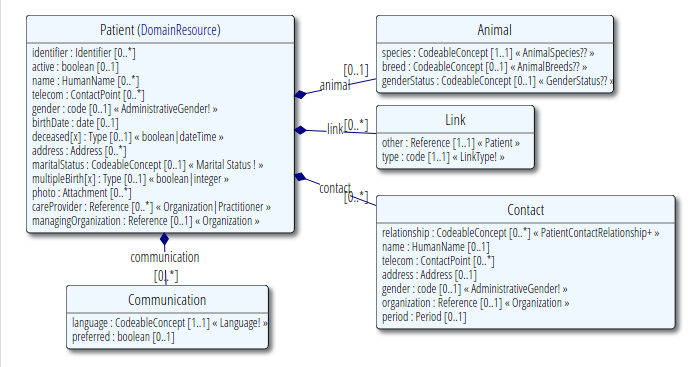 Patient (DomainResource)
identifier : Identifier [0..*]
active : boolean [0..1]
name : HumanName [0..*]
telecom : ContactPoint [0..*]
gender : code [0..1] « AdministrativeGender! »
birthDate : date [0..1]
deceased[x] : Type [0..1] « boolean|dateTime »
address : Address [0..*]
maritalStatus : CodeableConcept [0..1] « Marital Status ! »
multipleBirth[x] : Type [0..1] « boolean|integer »
photo : Attachment [0..*]
careProvider : Reference [0..*] « Organization|Practitioner »
managingOrganization : Reference [0..1] « Organization »
[0..1]
animal
Animal
species : CodeableConcept [1..1] « AnimalSpecies?? »
breed : CodeableConcept [0..1] « AnimalBreeds?? »
genderStatus : CodeableConcept [0..1] « GenderStatus?? »
link
[0..*]
Link
other : Reference [1..1] « Patient »
type : code [1..1] « LinkType! »
contact
[0..*]
Contact
relationship : CodeableConcept [0..*] « PatientContactRelationship+ »
name : HumanName [0..1]
telecom : ContactPoint [0..*]
address : Address [0..1]
gender : code [0..1] « AdministrativeGender! »
organization : Reference [0..1] « Organization »
period : Period [0..1]
communication
[0..*]
Communication
language : CodeableConcept [1..1] « Language! »
preferred : boolean [0..1]